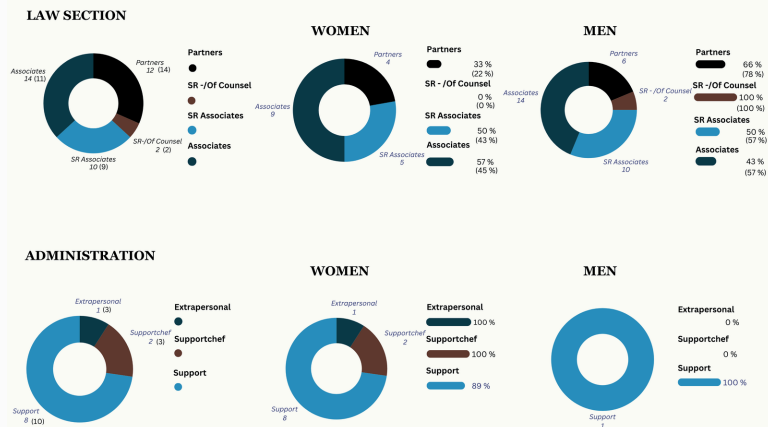 LAW SECTION
Partners
12 (14)
Associates
14 (11)
SR-/Of Counsel
2 (2)
SR Associates
10 (9)
Partners
SR -/Of Counsel
SR Associates
Associates
WOMEN
Partners
4
Associates
9
SR Associates
5
Partners
33 %
(22 %)
SR - /Of Counsel
0 %
(0 %)
SR Associates
50 %
(43 %)
Associates
57 %
(45 %)
MEN
Partners
6
SR - /Of Counsel
2
Associates
14
SR Associates
10
Partners
66 %
(78 %)
SR -/Of Counsel
100 %
(100 %)
SR Associates
50 %
(57 %)
Associates
43 %
(57 %)
ADMINISTRATION
Extrapersonal
1 (3)
Supportchef
2 (3)
Support
8 (10)
Extrapersonal
Supportchef
Support
WOMEN
Extrapersonal
1
Supportchef
2
Support
8
Extrapersonal
100 %
Supportchef
100 %
Support
89 %
MEN
Support
1
Extrapersonal
0 %
Supportchef
0 %
Support
100 %